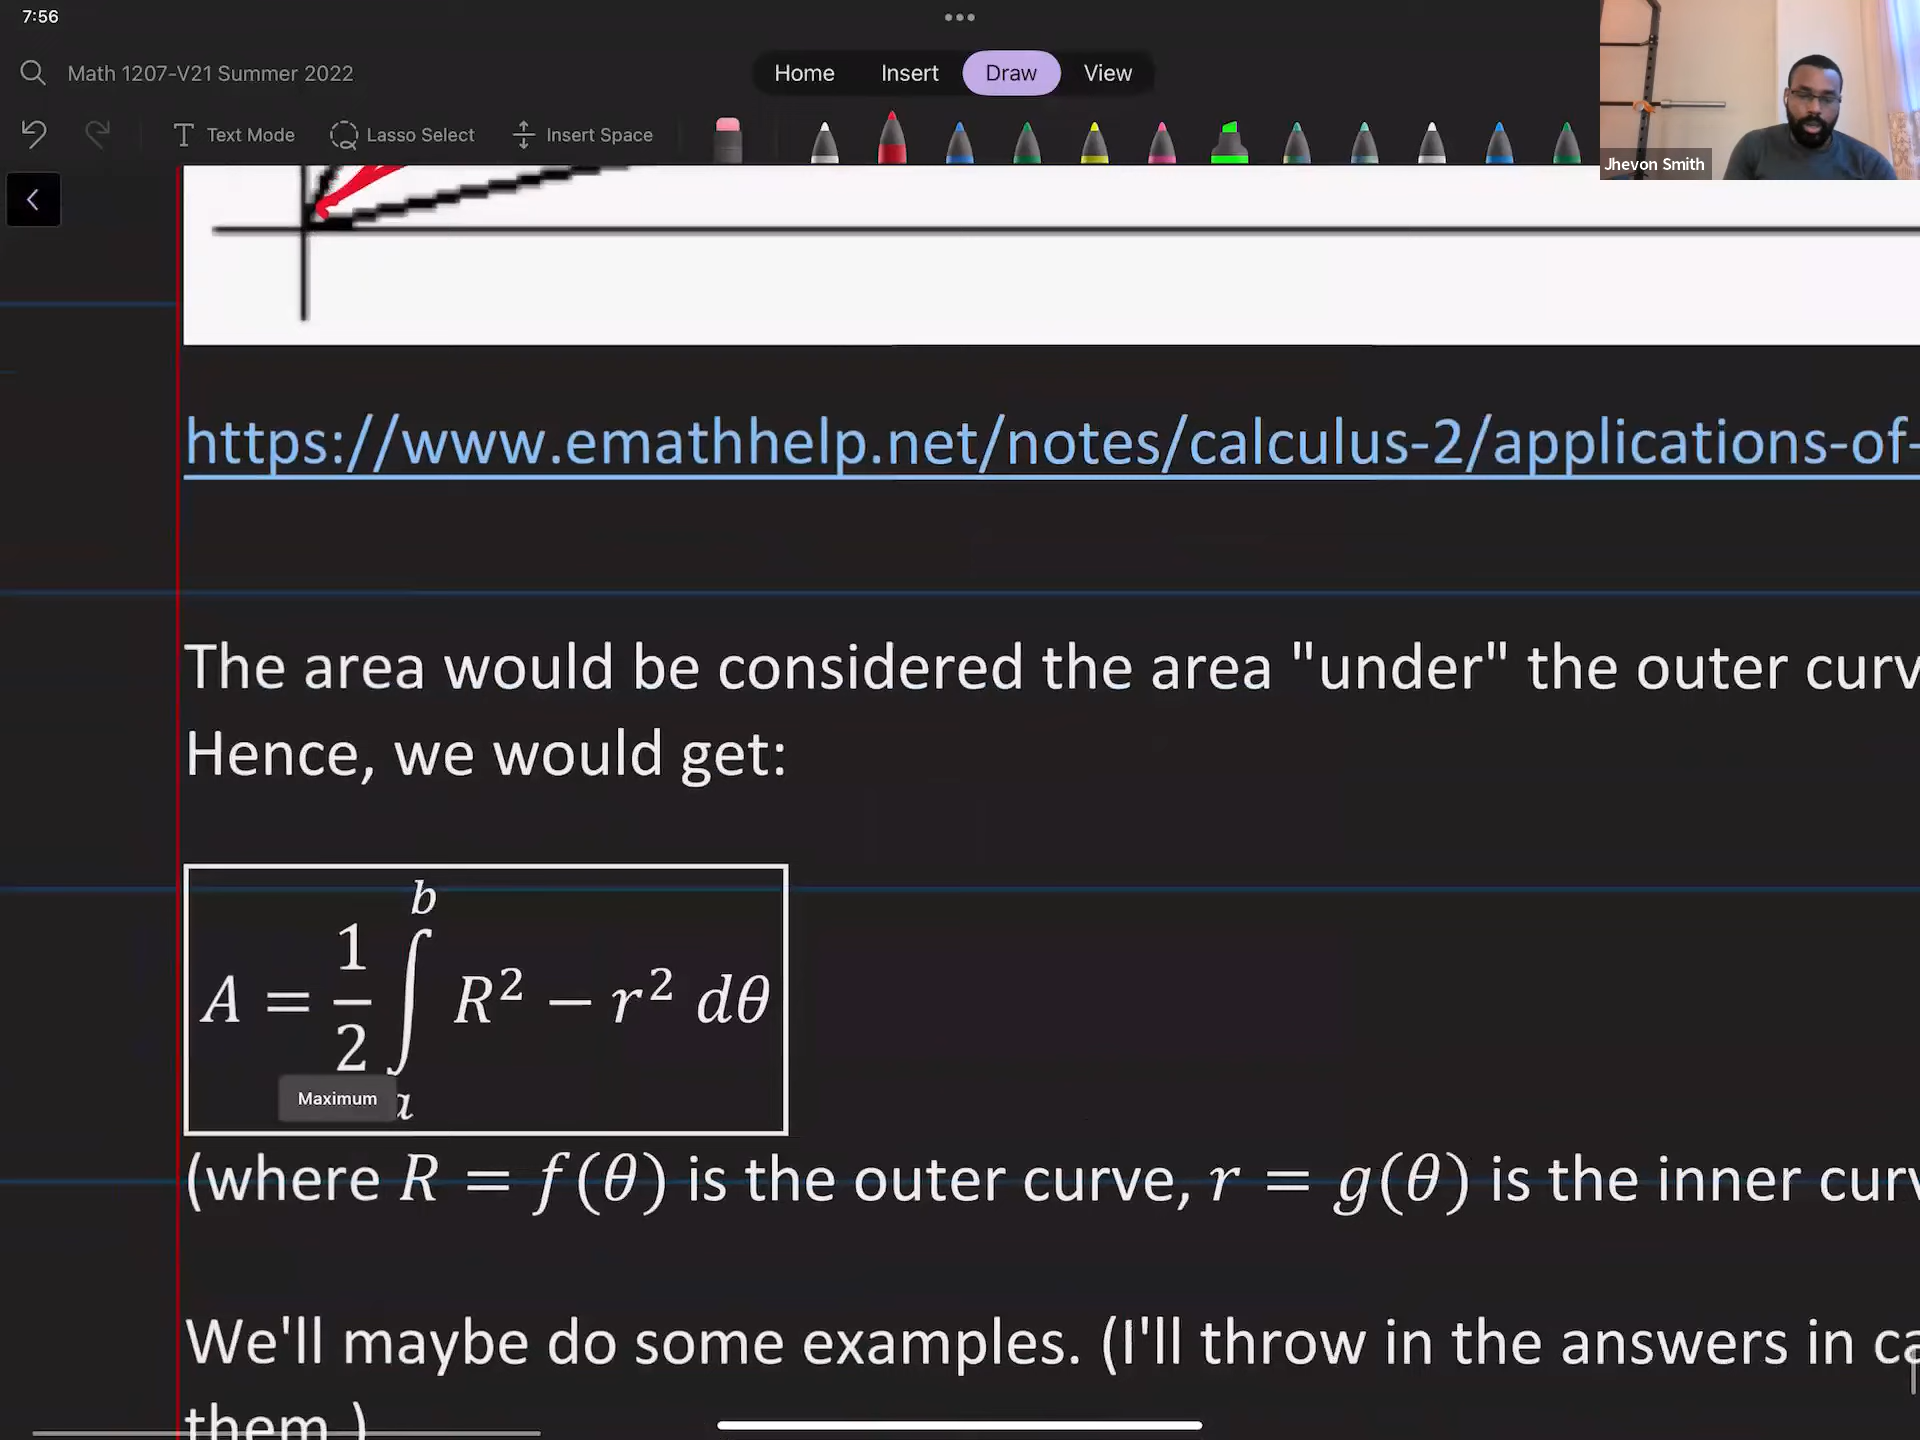 7:56
Math 1207-V21 Summer 2022
Home Insert Draw View
Text Mode Lasso Select Insert Space
Jhevon Smith
https://www.emathhelp.net/notes/calculus-2/applications-of-
The area would be considered the area "under" the outer curv
Hence, we would get:
A = \frac{1}{2} \int_a^b R² − r² dθ
Maximum
(where R = f(θ) is the outer curve, r = g(θ) is the inner curv
We'll maybe do some examples. (I'll throw in the answers in ca
them.)